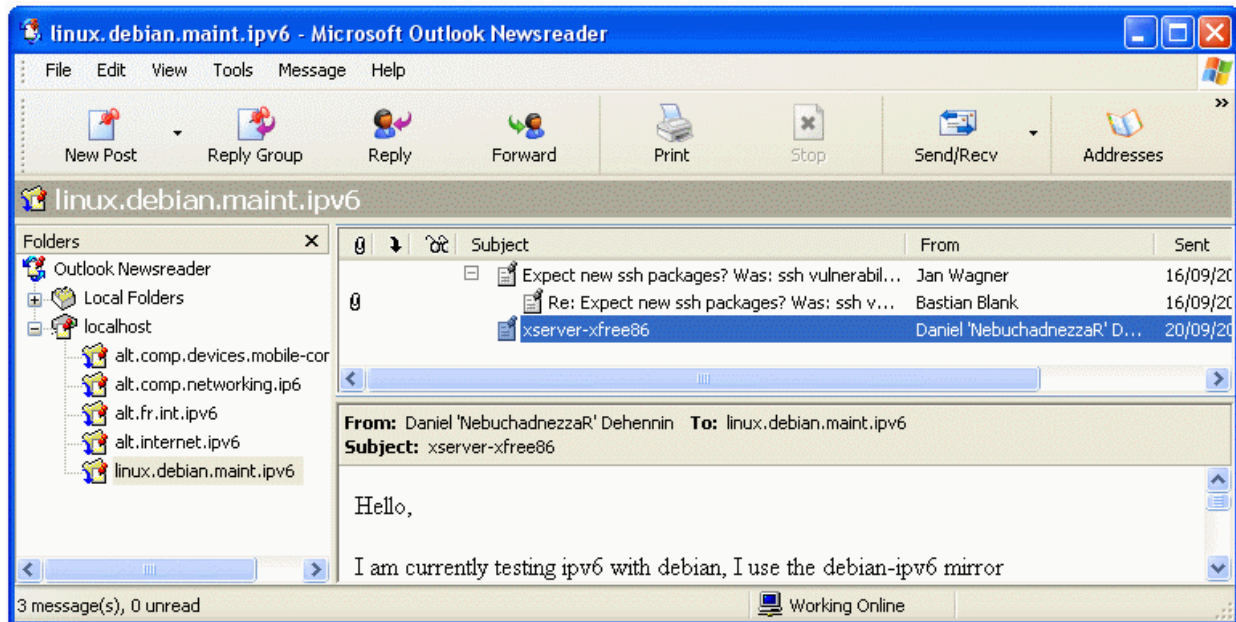 linux.debian.maint.ipv6 - Microsoft Outlook Newsreader
File Edit View Tools Message Help
New Post Reply Group Reply Forward Print Stop Send/Recv Addresses
linux.debian.maint.ipv6
Folders
Outlook Newsreader
Local Folders
localhost
alt.comp.devices.mobile-cor
alt.comp.networking.ip6
alt.fr.int.ipv6
alt.internet.ipv6
linux.debian.maint.ipv6
Subject From Sent
Expect new ssh packages? Was: ssh vulnerabil... Jan Wagner 16/09/20
Re: Expect new ssh packages? Was: ssh v... Bastian Blank 16/09/20
xserver-xfree86 Daniel 'NebuchadnezzaR' D... 20/09/20
From: Daniel 'NebuchadnezzaR' Dehennin To: linux.debian.maint.ipv6
Subject: xserver-xfree86
Hello,
I am currently testing ipv6 with debian, I use the debian-ipv6 mirror
3 message(s), 0 unread Working Online